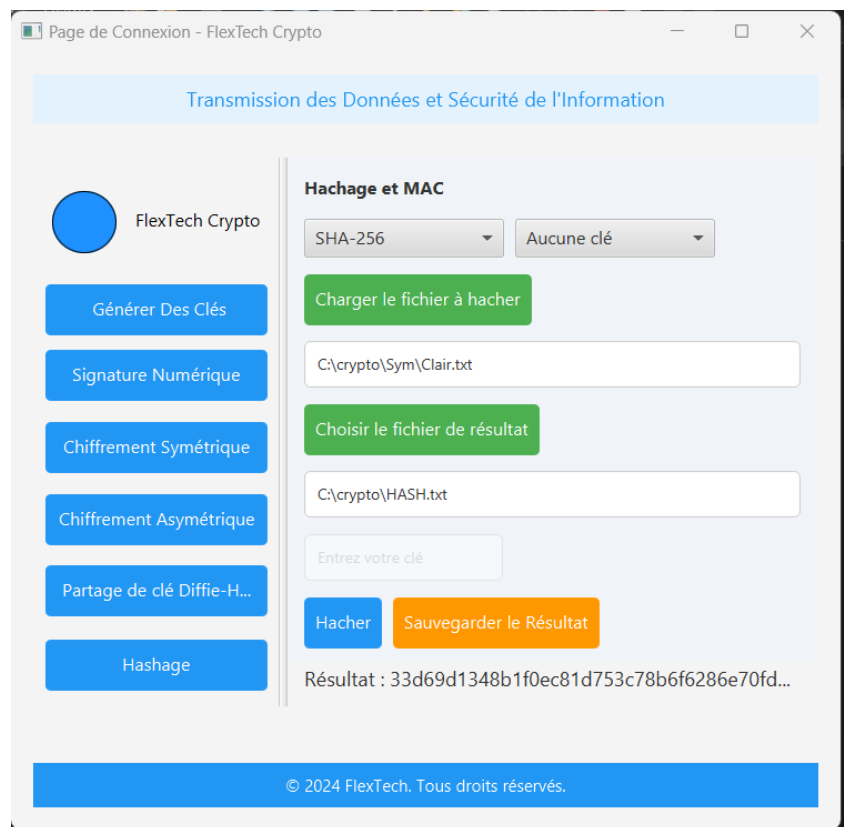 Page de Connexion - FlexTech Crypto
Transmission des Données et Sécurité de l'Information
FlexTech Crypto
Générer Des Clés
Signature Numérique
Chiffrement Symétrique
Chiffrement Asymétrique
Partage de clé Diffie-H...
Hashage
Hachage et MAC
SHA-256
Aucune clé
Charger le fichier à hacher
C:\crypto\Sym\Clair.txt
Choisir le fichier de résultat
C:\crypto\HASH.txt
Entrez votre clé
Hacher
Sauvegarder le Résultat
Résultat : 33d69d1348b1f0ec81d753c78b6f6286e70fd...
© 2024 FlexTech. Tous droits réservés.